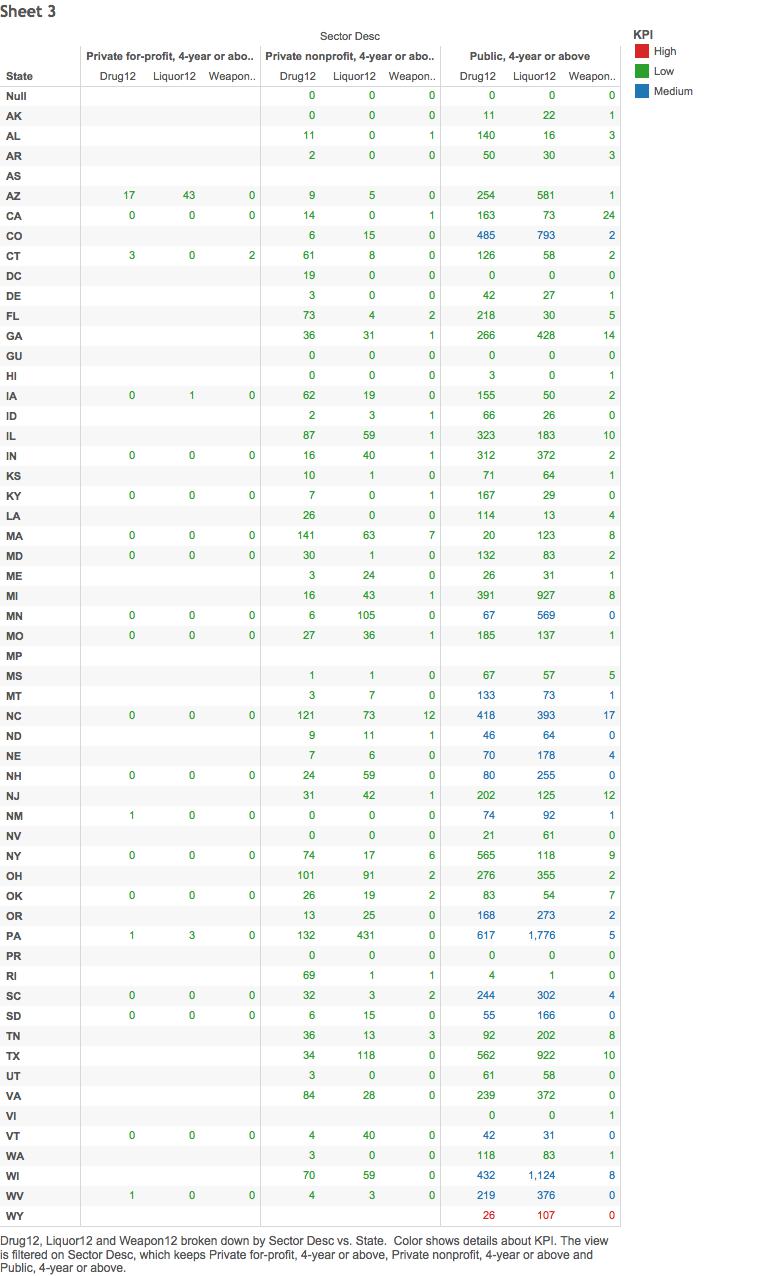 Sheet 3
Sector Desc
KPI
Private for-profit, 4-year or abo.. Private nonprofit, 4-year or abo.. Public, 4-year or above
High
Low
Medium
State Drug12 Liquor12 Weapon.. Drug12 Liquor12 Weapon.. Drug12 Liquor12 Weapon..
Null 0 0 0 0 0 0
AK 0 0 0 11 22 1
AL 11 0 1 140 16 3
AR 2 0 0 50 30 3
AS
AZ 17 43 0 9 5 0 254 581 1
CA 0 0 0 14 0 1 163 73 24
CO 6 15 0 485 793 2
CT 3 0 2 61 8 0 126 58 2
DC 19 0 0 0 0 0
DE 3 0 0 42 27 1
FL 73 4 2 218 30 5
GA 36 31 1 266 428 14
GU 0 0 0 0 0 0
HI 0 0 0 3 0 1
IA 0 1 0 62 19 0 155 50 2
ID 2 3 1 66 26 0
IL 87 59 1 323 183 10
IN 0 0 0 16 40 1 312 372 2
KS 10 1 0 71 64 1
KY 0 0 0 7 0 1 167 29 0
LA 26 0 0 114 13 4
MA 0 0 0 141 63 7 20 123 8
MD 0 0 0 30 1 0 132 83 2
ME 3 24 0 26 31 1
MI 16 43 1 391 927 8
MN 0 0 0 6 105 0 67 569 0
MO 0 0 0 27 36 1 185 137 1
MP
MS 1 1 0 67 57 5
MT 3 7 0 133 73 1
NC 0 0 0 121 73 12 418 393 17
ND 9 11 1 46 64 0
NE 7 6 0 70 178 4
NH 0 0 0 24 59 0 80 255 0
NJ 31 42 1 202 125 12
NM 1 0 0 0 0 0 74 92 1
NV 0 0 0 21 61 0
NY 0 0 0 74 17 6 565 118 9
OH 101 91 2 276 355 2
OK 0 0 0 26 19 2 83 54 7
OR 13 25 0 168 273 2
PA 1 3 0 132 431 0 617 1,776 5
PR 0 0 0 0 0 0
RI 69 1 1 4 1 0
SC 0 0 0 32 3 2 244 302 4
SD 0 0 0 6 15 0 55 166 0
TN 36 13 3 92 202 8
TX 34 118 0 562 922 10
UT 3 0 0 61 58 0
VA 84 28 0 239 372 0
VI 0 0 1
VT 0 0 0 4 40 0 42 31 0
WA 3 0 0 118 83 1
WI 70 59 0 432 1,124 8
WV 1 0 0 4 3 0 219 376 0
WY 26 107 0
Drug12, Liquor12 and Weapon12 broken down by Sector Desc vs. State. Color shows details about KPI. The view
is filtered on Sector Desc, which keeps Private for-profit, 4-year or above, Private nonprofit, 4-year or above and
Public, 4-year or above.